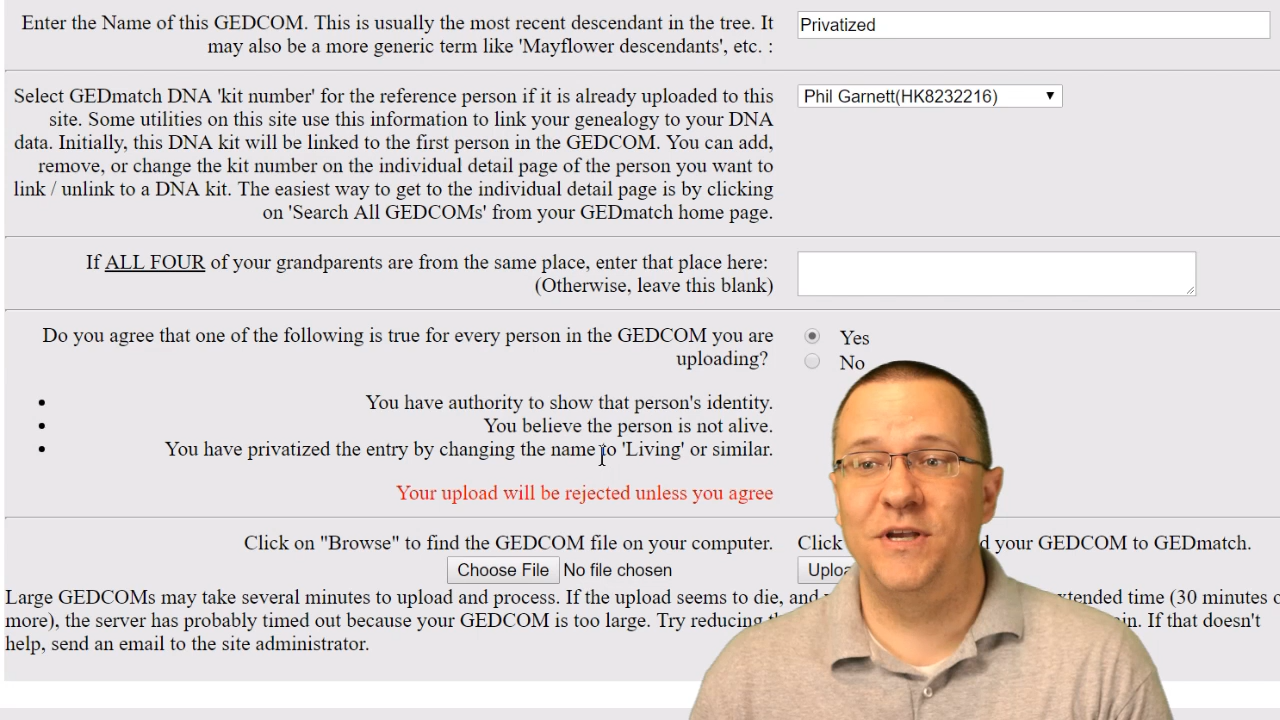 Enter the Name of this GEDCOM. This is usually the most recent descendant in the tree. It
may also be a more generic term like 'Mayflower descendants', etc. :
Privatized
Select GEDmatch DNA 'kit number' for the reference person if it is already uploaded to this
site. Some utilities on this site use this information to link your genealogy to your DNA
data. Initially, this DNA kit will be linked to the first person in the GEDCOM. You can add,
remove, or change the kit number on the individual detail page of the person you want to
link / unlink to a DNA kit. The easiest way to get to the individual detail page is by clicking
on 'Search All GEDCOMs' from your GEDmatch home page.
Phil Garnett(HK8232216)
If ALL FOUR of your grandparents are from the same place, enter that place here:
(Otherwise, leave this blank)
Do you agree that one of the following is true for every person in the GEDCOM you are
uploading?
Yes
No
You have authority to show that person's identity.
You believe the person is not alive.
You have privatized the entry by changing the name to 'Living' or similar.
Your upload will be rejected unless you agree
Click on "Browse" to find the GEDCOM file on your computer.
Choose File No file chosen
Click your GEDCOM to GEDmatch.
Large GEDCOMs may take several minutes to upload and process. If the upload seems to die, and time (30 minutes
more), the server has probably timed out because your GEDCOM is too large. Try reducing If that doesn't
help, send an email to the site administrator.